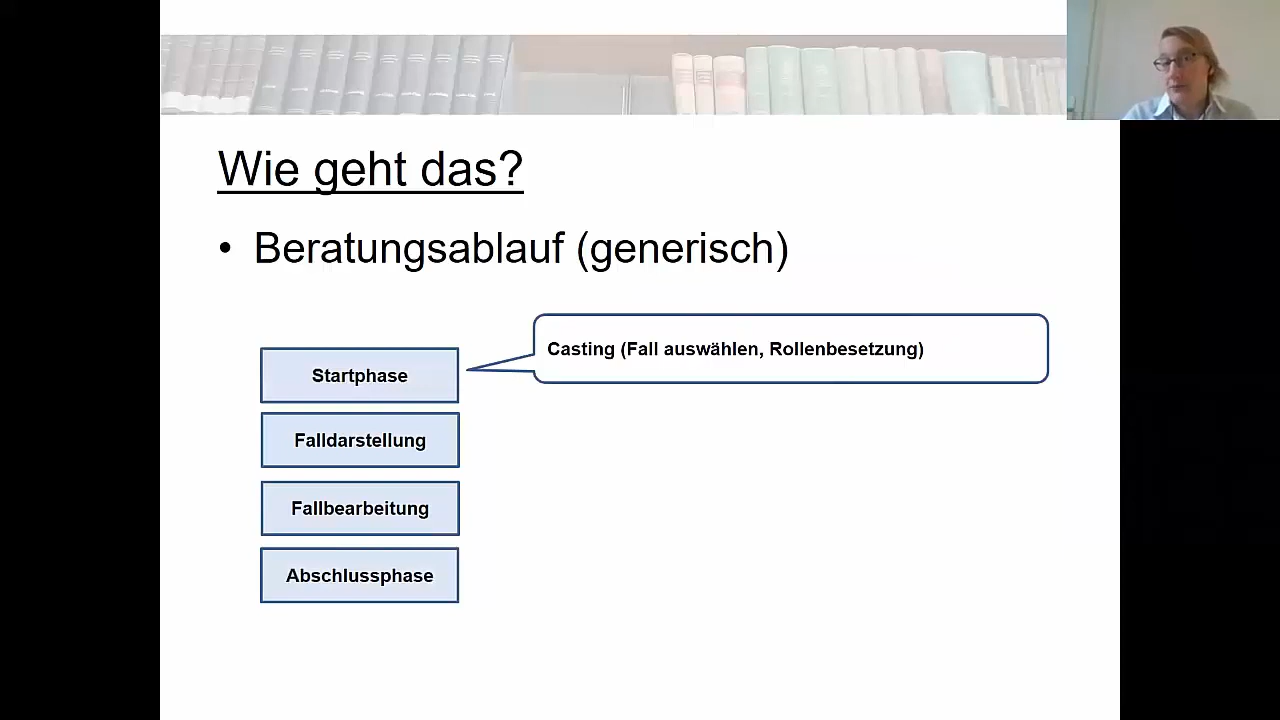 Wie geht das?
• Beratungsablauf (generisch)
Casting (Fall auswählen, Rollenbesetzung)
Startphase
Falldarstellung
Fallbearbeitung
Abschlussphase